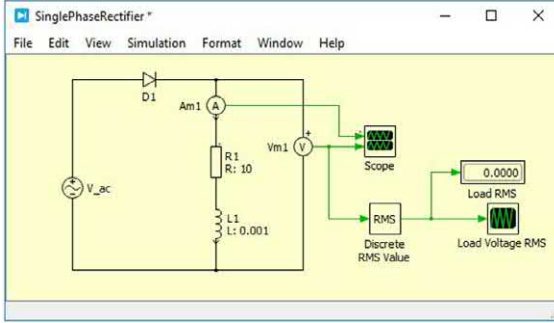 SinglePhaseRectifier *
File Edit View Simulation Format Window Help
D1
Am1 A
R1
R: 10
Vm1 V
+
Scope
V_ac
L1
L: 0.001
0.0000
Load RMS
RMS
Discrete
RMS Value
Load Voltage RMS